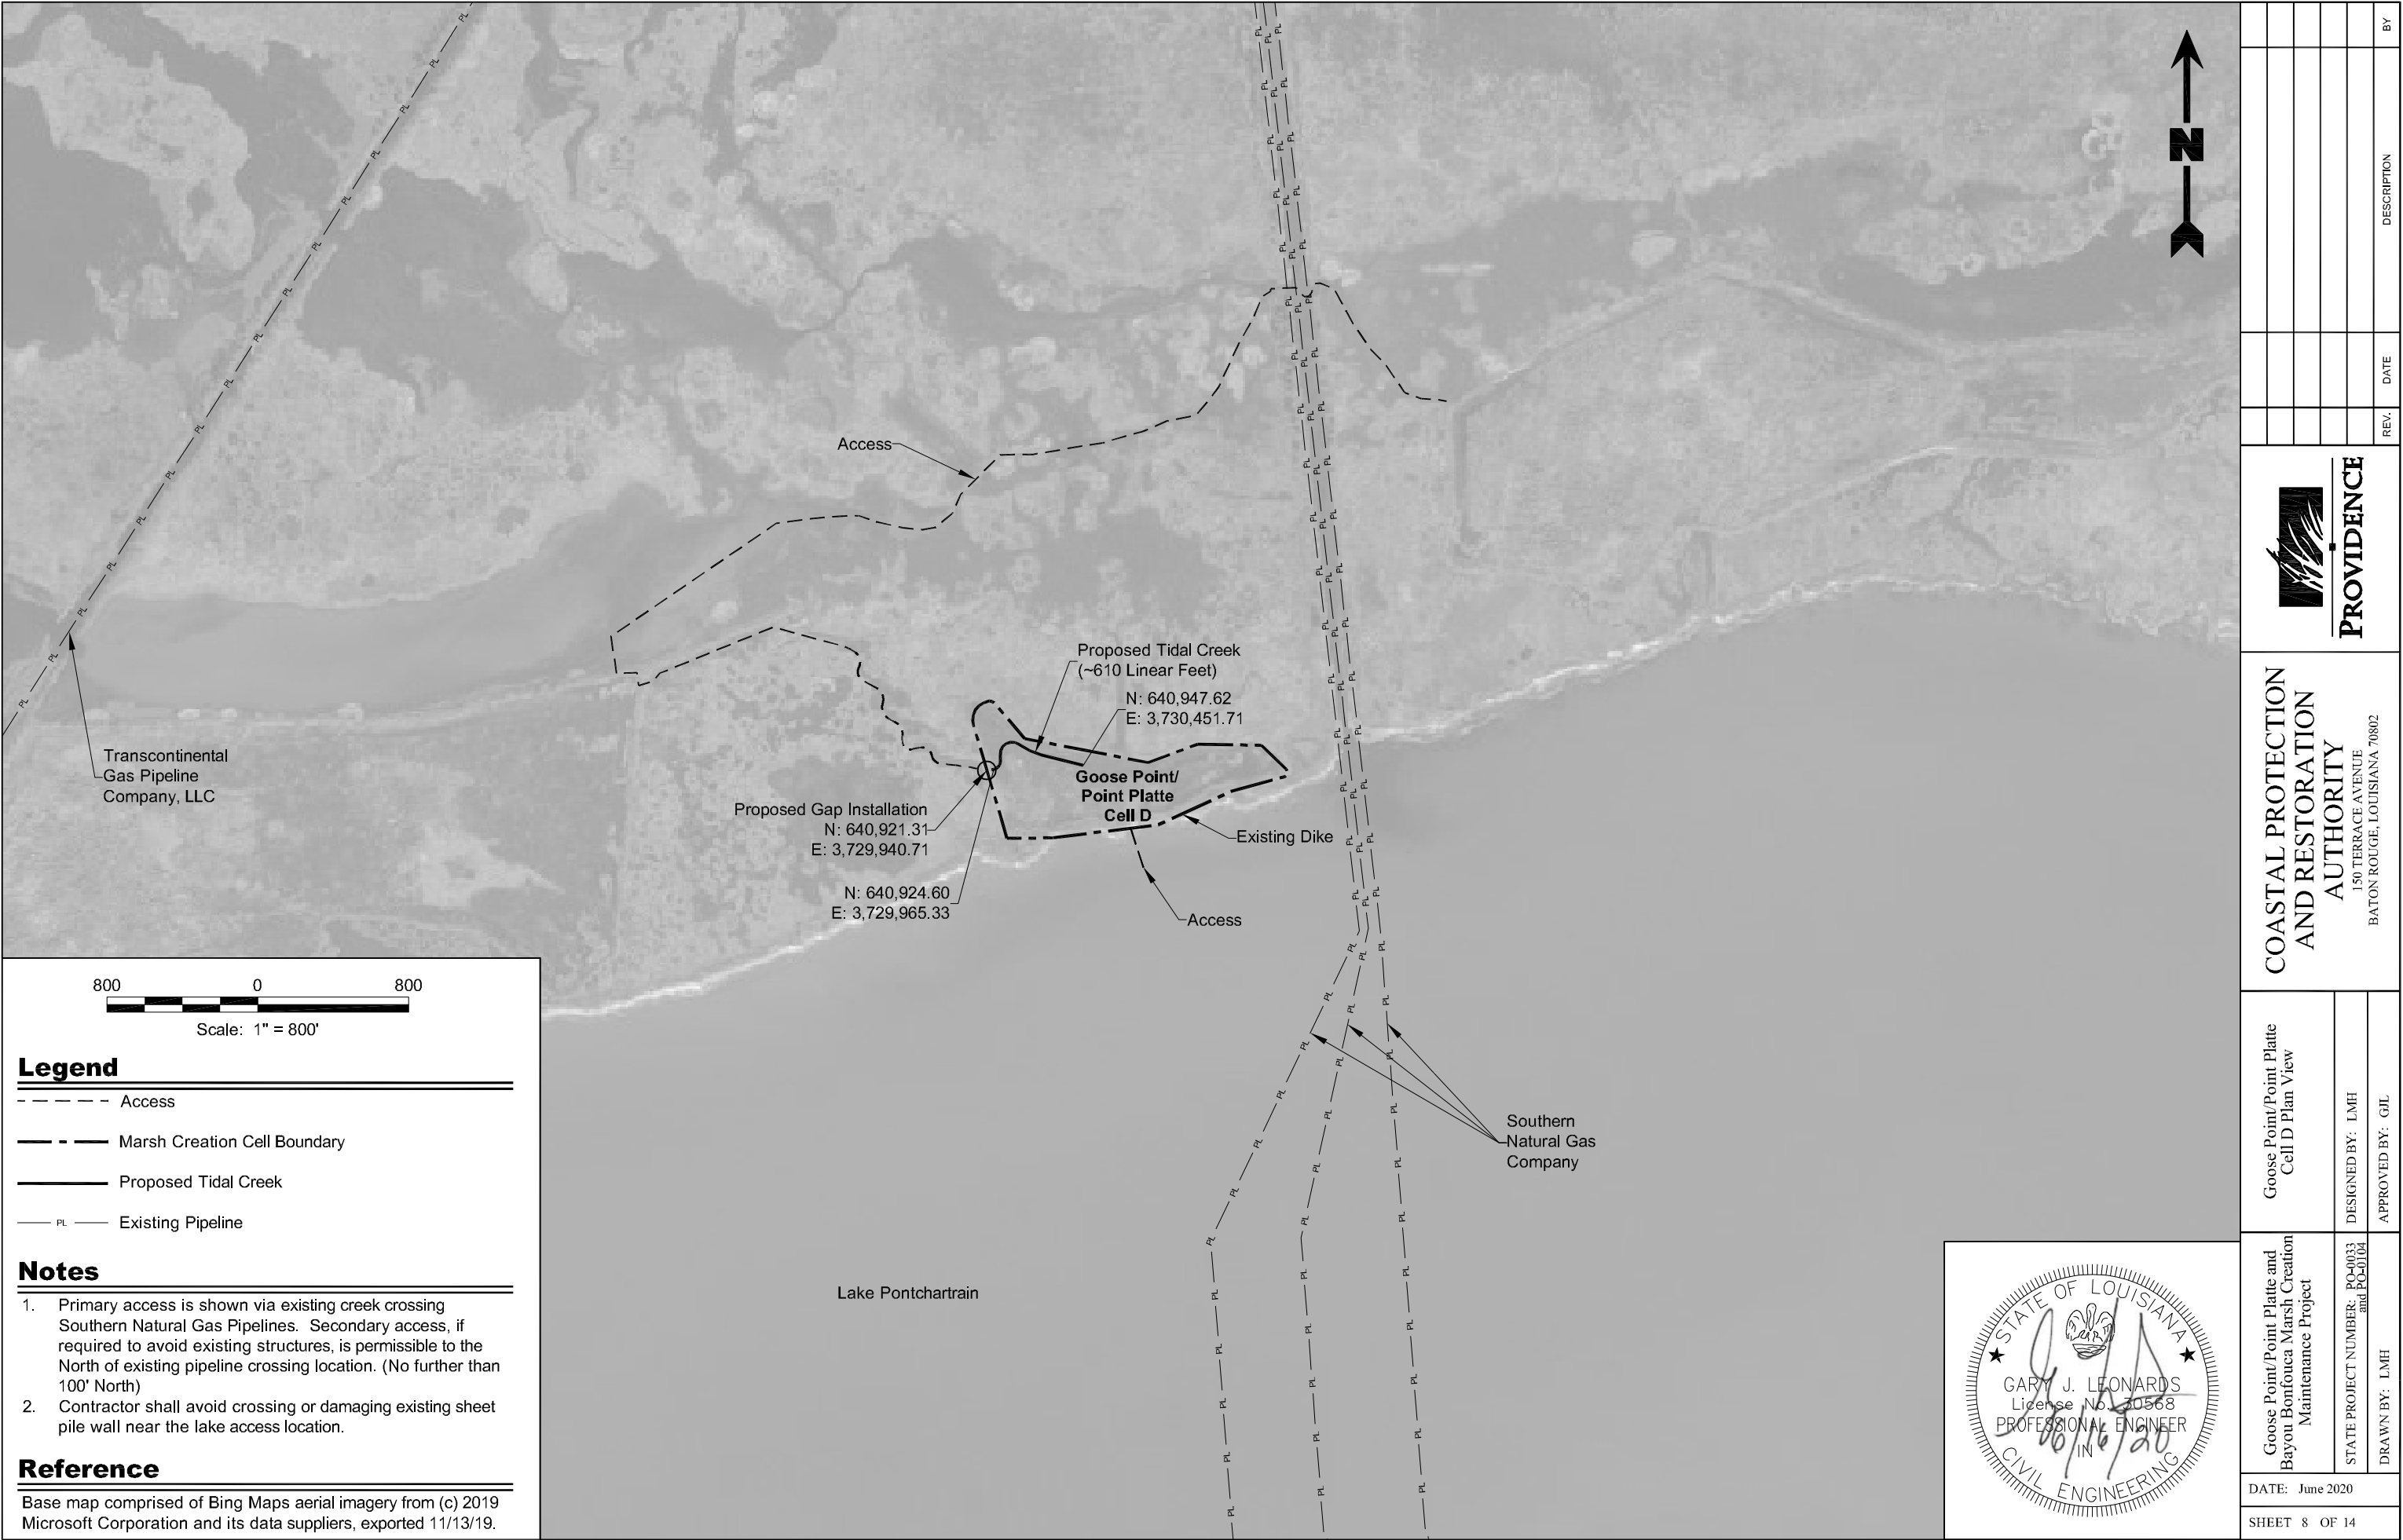 Access
Proposed Tidal Creek
(~610 Linear Feet)
N: 640,947.62
E: 3,730,451.71
Transcontinental
Gas Pipeline
Company, LLC
Goose Point/
Point Platte
Cell D
Proposed Gap Installation
N: 640,921.31
E: 3,729,940.71
Existing Dike
N: 640,924.60
E: 3,729,965.33
Access
Southern
Natural Gas
Company
Lake Pontchartrain
N
800 0 800
Scale: 1" = 800'
Legend
Access
Marsh Creation Cell Boundary
Proposed Tidal Creek
PL Existing Pipeline
Notes
1. Primary access is shown via existing creek crossing
Southern Natural Gas Pipelines. Secondary access, if
required to avoid existing structures, is permissible to the
North of existing pipeline crossing location. (No further than
100' North)
2. Contractor shall avoid crossing or damaging existing sheet
pile wall near the lake access location.
Reference
Base map comprised of Bing Maps aerial imagery from (c) 2019
Microsoft Corporation and its data suppliers, exported 11/13/19.
STATE OF LOUISIANA
GARY J. LEONARDS
License No. 30568
PROFESSIONAL ENGINEER
IN
CIVIL ENGINEERING
06/16/20
REV. DATE DESCRIPTION BY
PROVIDENCE
COASTAL PROTECTION
AND RESTORATION
AUTHORITY
150 TERRACE AVENUE
BATON ROUGE, LOUISIANA 70802
Goose Point/Point Platte
Cell D Plan View
DESIGNED BY: LMH
APPROVED BY: GJL
Goose Point/Point Platte and
Bayou Bonfouca Marsh Creation
Maintenance Project
STATE PROJECT NUMBER: PO-0033
and PO-0104
DRAWN BY: LMH
DATE: June 2020
SHEET 8 OF 14